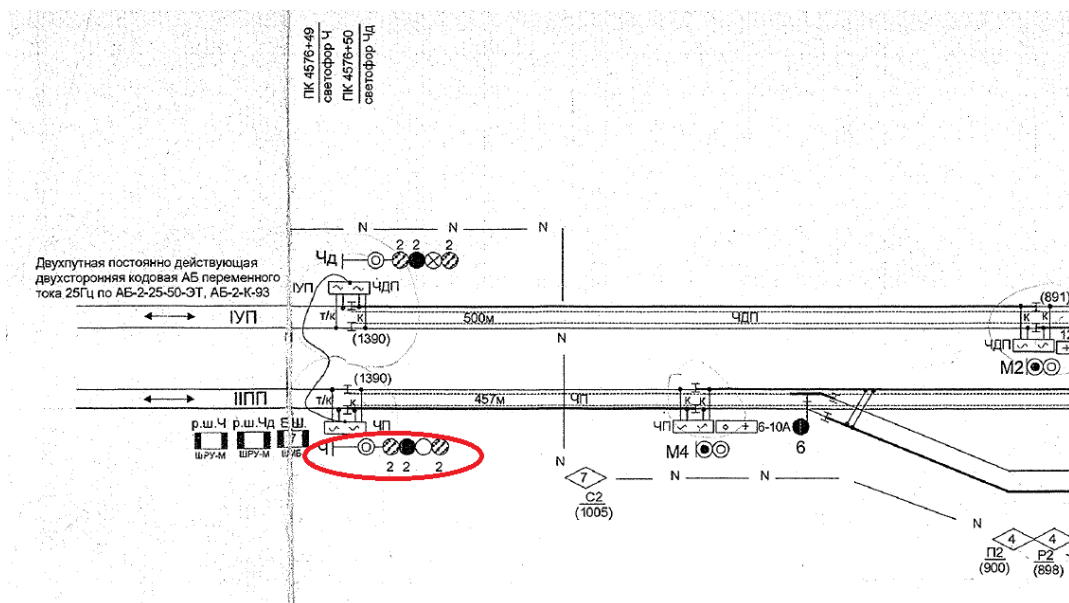 ПК 4576+49
светофор Ч
ПК 4576+50
светофор Чд
N N N
2 2 2
Чд
Двухпутная постоянно действующая
двухсторонняя кодовая АБ переменного
тока 25Гц по АБ-2-25-50-ЭТ, АБ-2-К-93
IУП ЧДП
(891)
IУП т/к К 500м ЧДП К К
(1390)
N
ЧДП
М2
(1390)
IIПП т/к К 457м ЧП К К
ЧП ЧП 6-10А
р.ш.Ч р.ш.Чд
ШРУ-М ШРУ-М
7
Ч
М4
6
2 2 2
N
7
N N
С2
(1005)
N
4 4
П2 Р2
(900) (898)